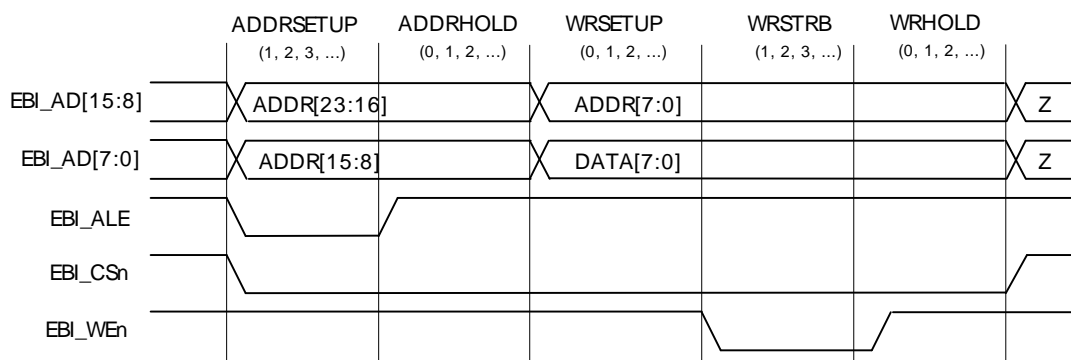 ADDRSETUP ADDRHOLD WRSETUP WRSTRB WRHOLD
(1, 2, 3, ...) (0, 1, 2, ...) (0, 1, 2, ...) (1, 2, 3, ...) (0, 1, 2, ...)
EBI_AD[15:8] ADDR[23:16] ADDR[7:0] Z
EBI_AD[7:0] ADDR[15:8] DATA[7:0] Z
EBI_ALE
EBI_CSn
EBI_WEn